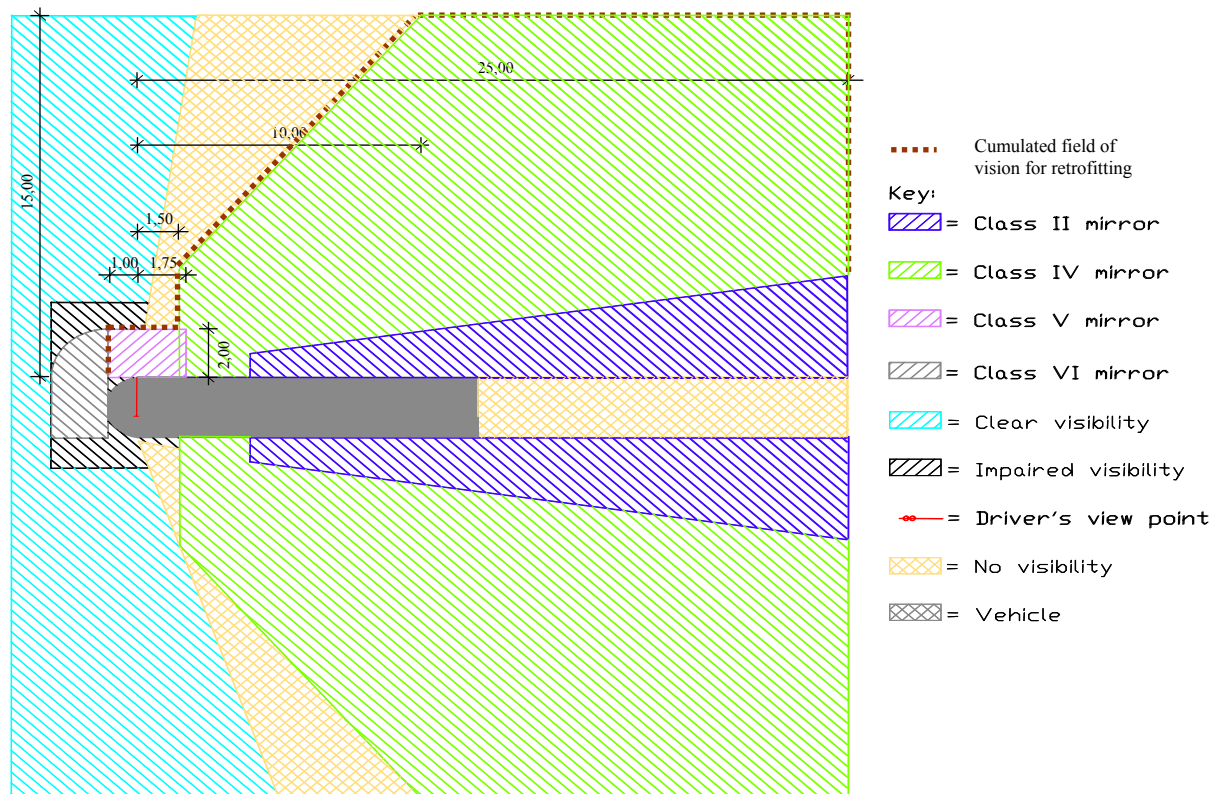 25,00
10,00
15,00
1,50
1,00
1,75
2,00
Cumulated field of
vision for retrofitting
Key:
= Class II mirror
= Class IV mirror
= Class V mirror
= Class VI mirror
= Clear visibility
= Impaired visibility
= Driver's view point
= No visibility
= Vehicle